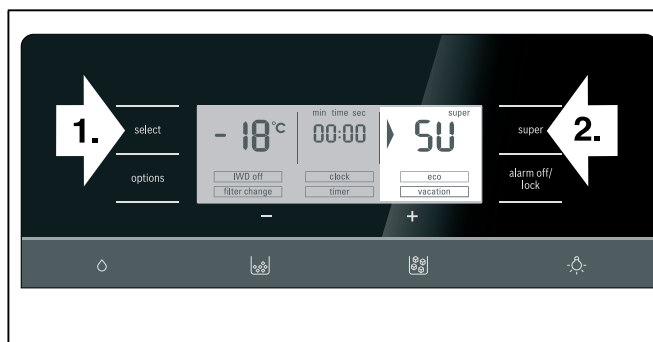 1.
select
options
- 18°C
min time sec
00:00
super
SU
IWD off
filter change
clock
timer
eco
vacation
super
2.
alarm off/
lock
– +